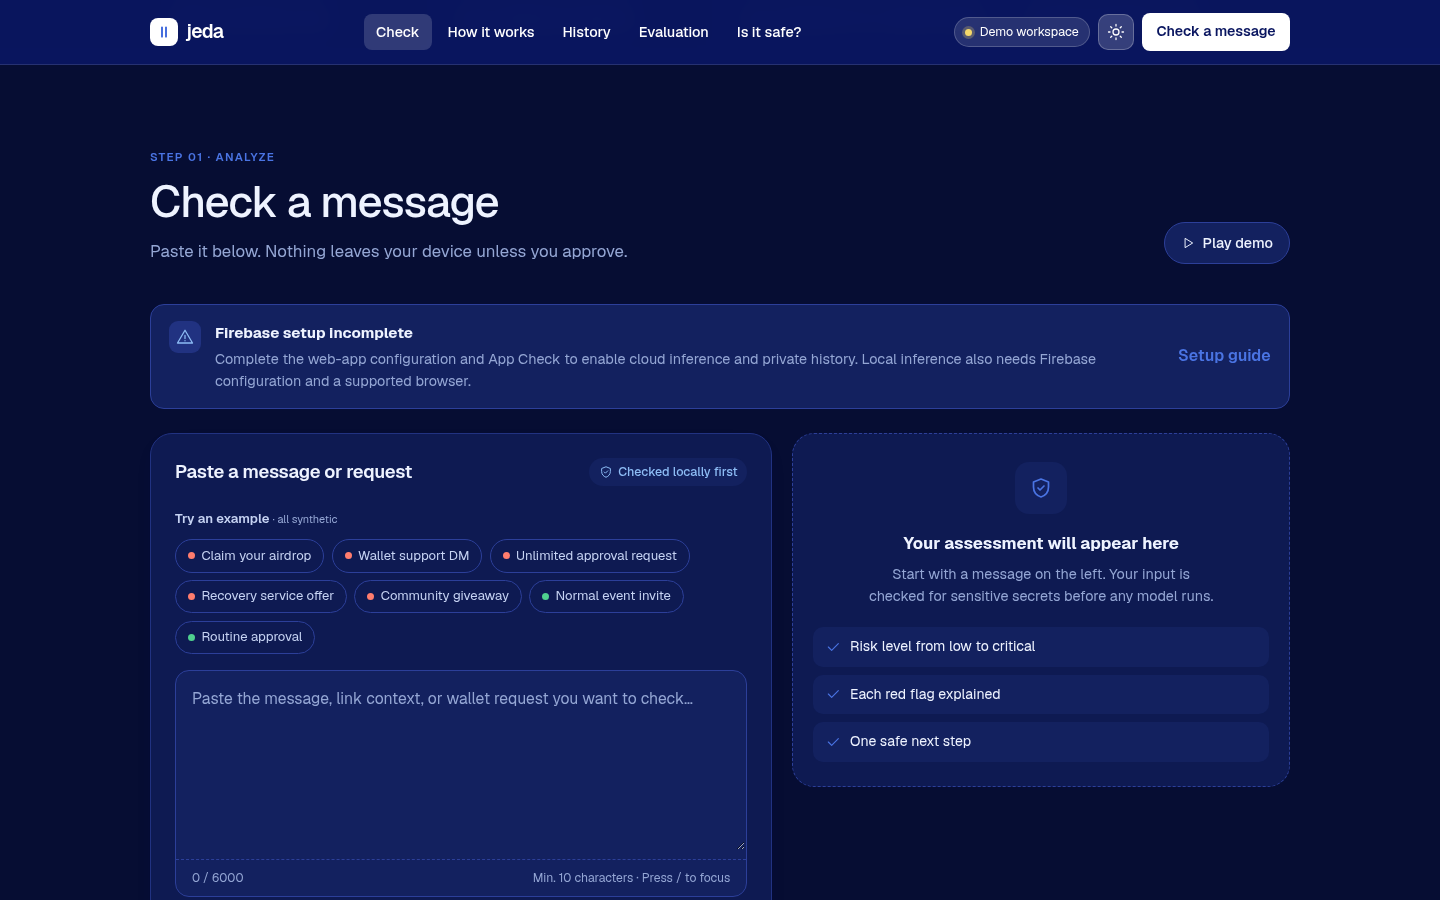 jeda
Check
How it works
History
Evaluation
Is it safe?
Demo workspace
Check a message
STEP 01 · ANALYZE
Check a message
Paste it below. Nothing leaves your device unless you approve.
Play demo
Firebase setup incomplete
Complete the web-app configuration and App Check to enable cloud inference and private history. Local inference also needs Firebase
configuration and a supported browser.
Setup guide
Paste a message or request
Checked locally first
Try an example · all synthetic
Claim your airdrop
Wallet support DM
Unlimited approval request
Recovery service offer
Community giveaway
Normal event invite
Routine approval
Paste the message, link context, or wallet request you want to check...
0 / 6000
Min. 10 characters · Press / to focus
Your assessment will appear here
Start with a message on the left. Your input is
checked for sensitive secrets before any model runs.
Risk level from low to critical
Each red flag explained
One safe next step